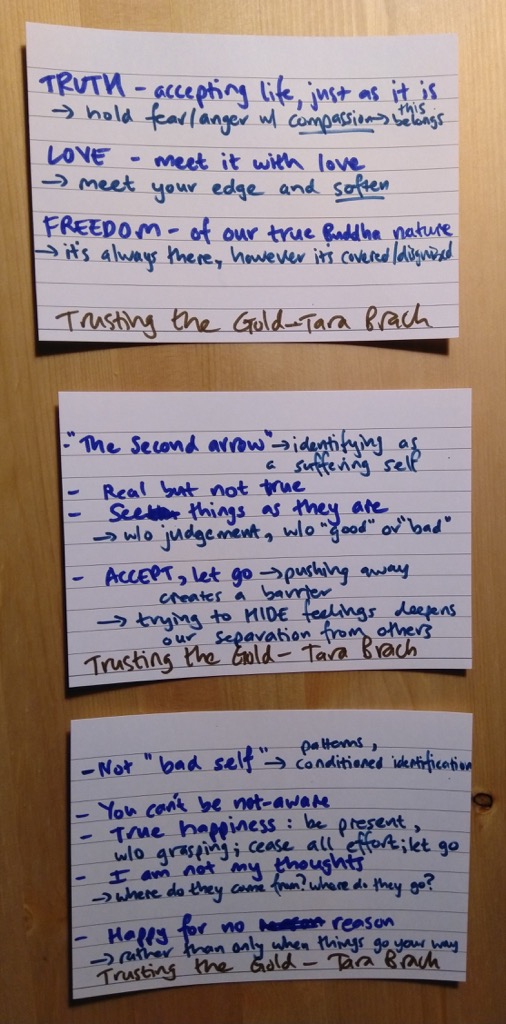 TRUTH - accepting life, just as it is
→ hold fear/anger w/ compassion → this belongs
LOVE - meet it with love
→ meet your edge and soften
FREEDOM - of our true Buddha nature
→ it's always there, however it's covered/disguised
Trusting the Gold - Tara Brach
- "The second arrow" → identifying as
a suffering self
- Real but not true
- See things as they are
→ w/o judgement, w/o "good" or "bad"
- ACCEPT, let go → pushing away
creates a barrier
→ trying to HIDE feelings deepens
our separation from others
Trusting the Gold - Tara Brach
- Not "bad self" → patterns,
conditioned identification
- You can't be not-aware
- True happiness: be present,
w/o grasping; cease all effort; let go
- I am not my thoughts
→ where do they come from? where do they go?
- Happy for no reason
→ rather than only when things go your way
Trusting the Gold - Tara Brach